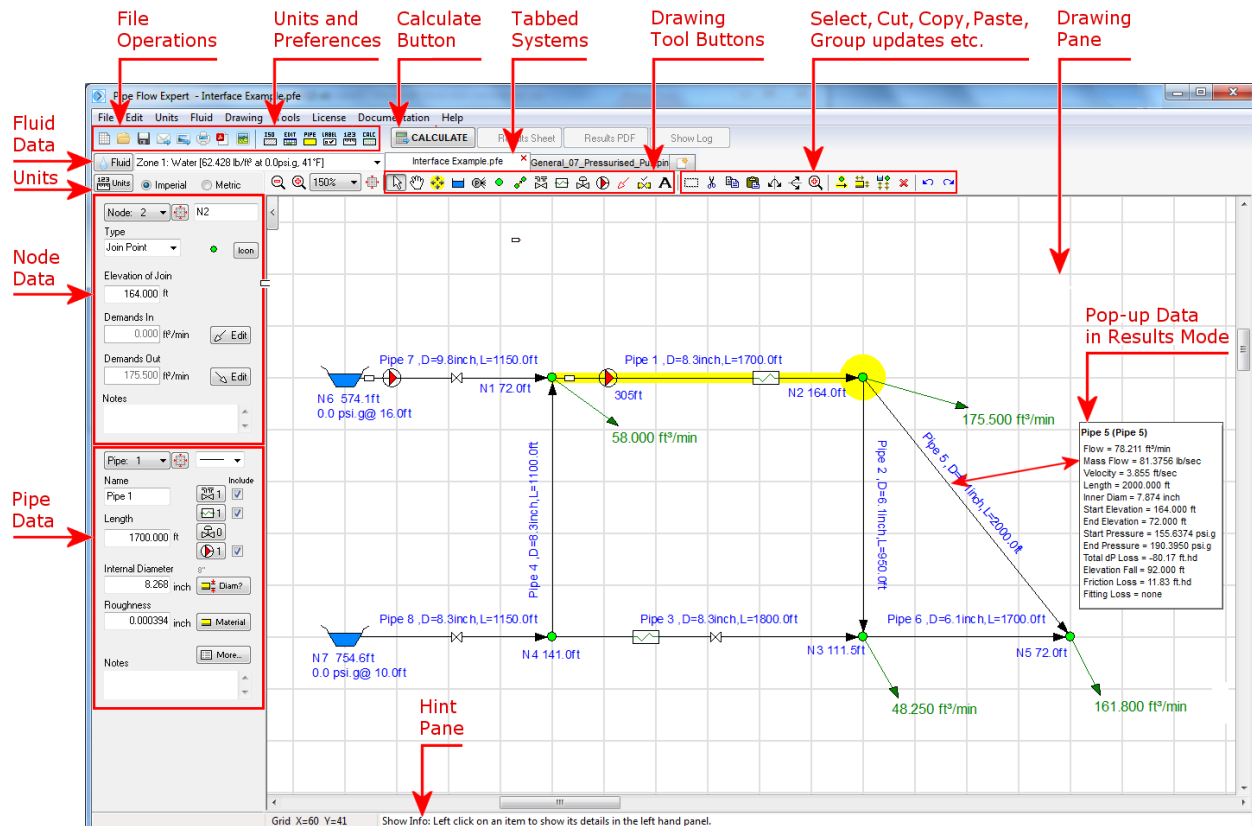 File
Operations
Units and
Preferences
Calculate
Button
Tabbed
Systems
Drawing
Tool Buttons
Select, Cut, Copy, Paste,
Group updates etc.
Drawing
Pane
Pipe Flow Expert - Interface Example.pfe
File Edit Units Fluid Drawing Tools License Documentation Help
ISO EDIT PIPE LABEL 123 CALC
CALCULATE
Results Sheet
Results PDF
Show Log
Fluid
Data
Fluid Zone 1: Water [62.428 lb/ft³ at 0.0psi.g, 41°F]
Interface Example.pfe ×
General_07_Pressurised_Pumpin
Units
123 Units Imperial Metric
150%
A
Node
Data
Node: 2 N2
Type
Join Point
Icon
Elevation of Join
164.000 ft
Demands In
0.000 ft³/min Edit
Demands Out
175.500 ft³/min Edit
Notes
Pipe
Data
Pipe: 1
Name Include
Pipe 1
1
Length
1
1700.000 ft
0
1
Internal Diameter 8"
8.268 inch Diam?
Roughness
0.000394 inch Material
More...
Notes
Pipe 7 ,D=9.8inch,L=1150.0ft
Pipe 1 ,D=8.3inch,L=1700.0ft
N6 574.1ft
0.0 psi.g@ 16.0ft
N1 72.0ft
305ft
N2 164.0ft
58.000 ft³/min
175.500 ft³/min
Pipe 4 ,D=8.3inch,L=1100.0ft
Pipe 2 ,D=6.1inch,L=950.0ft
Pipe 5 ,D=7.1inch,L=2000.0ft
Pop-up Data
in Results Mode
Pipe 5 (Pipe 5)
Flow = 78.211 ft³/min
Mass Flow = 81.3756 lb/sec
Velocity = 3.855 ft/sec
Length = 2000.000 ft
Inner Diam = 7.874 inch
Start Elevation = 164.000 ft
End Elevation = 72.000 ft
Start Pressure = 155.6374 psi.g
End Pressure = 190.3950 psi.g
Total dP Loss = -80.17 ft.hd
Elevation Fall = 92.000 ft
Friction Loss = 11.83 ft.hd
Fitting Loss = none
Pipe 8 ,D=8.3inch,L=1150.0ft
Pipe 3 ,D=8.3inch,L=1800.0ft
Pipe 6 ,D=6.1inch,L=1700.0ft
N7 754.6ft
0.0 psi.g@ 10.0ft
N4 141.0ft
N3 111.5ft
N5 72.0ft
48.250 ft³/min
161.800 ft³/min
Hint
Pane
Grid X=60 Y=41 Show Info: Left click on an item to show its details in the left hand panel.